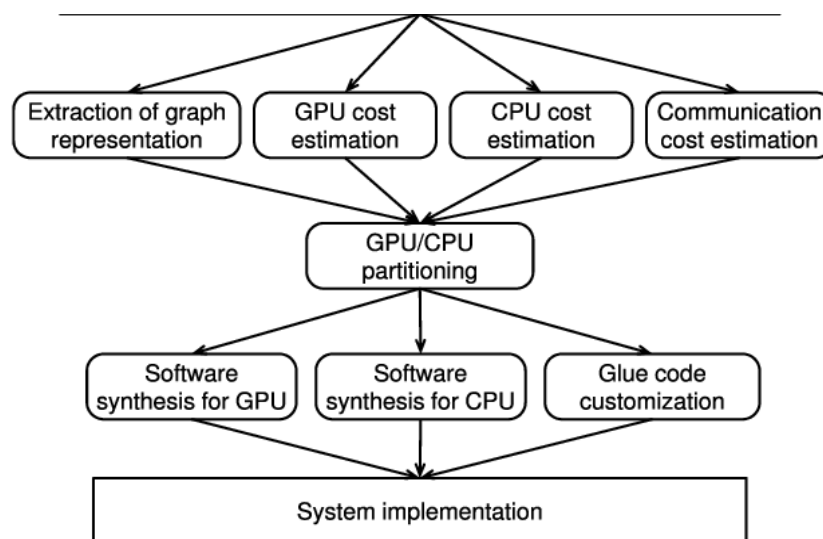 Extraction of graph
representation
GPU cost
estimation
CPU cost
estimation
Communication
cost estimation
GPU/CPU
partitioning
Software
synthesis for GPU
Software
synthesis for CPU
Glue code
customization
System implementation